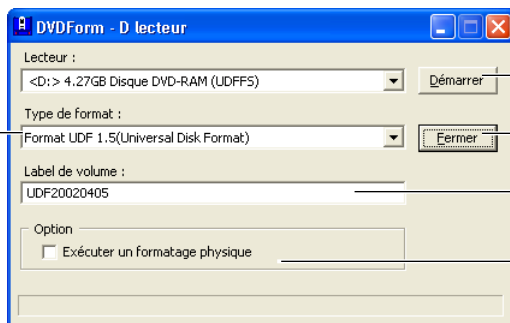 DVDForm - D lecteur
Lecteur :
<D:> 4.27GB Disque DVD-RAM (UDFF5)
Démarrer
Type de format :
Format UDF 1.5(Universal Disk Format)
Fermer
Label de volume :
UDF20020405
Option
Exécuter un formatage physique